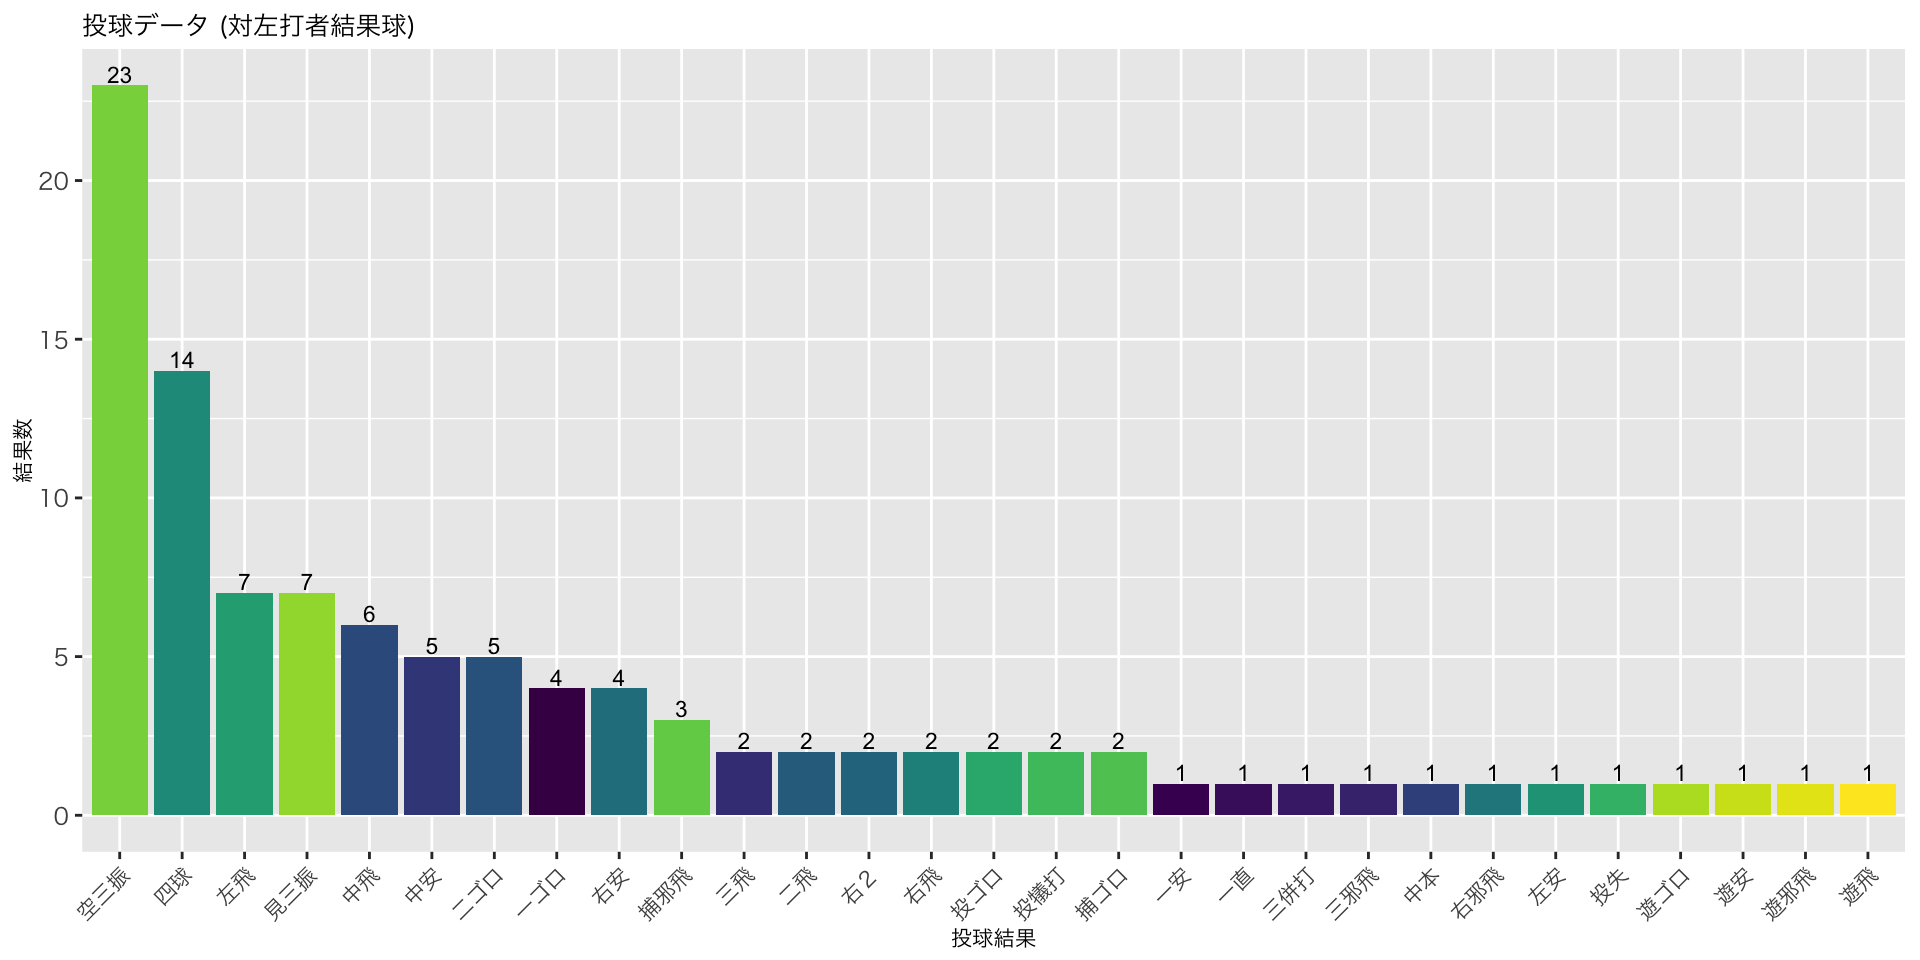 投球データ (対左打者結果球)
結果数
20
15
10
5
0
23
14
7
7
6
5
5
4
4
3
2
2
2
2
2
2
2
1
1
1
1
1
1
1
1
1
1
1
1
空三振
四球
左飛
見三振
中飛
中安
二ゴロ
一ゴロ
右安
捕邪飛
三飛
二飛
右２
右飛
投ゴロ
投犠打
捕ゴロ
一安
一直
三併打
三邪飛
中本
右邪飛
左安
投失
遊ゴロ
遊安
遊邪飛
遊飛
投球結果